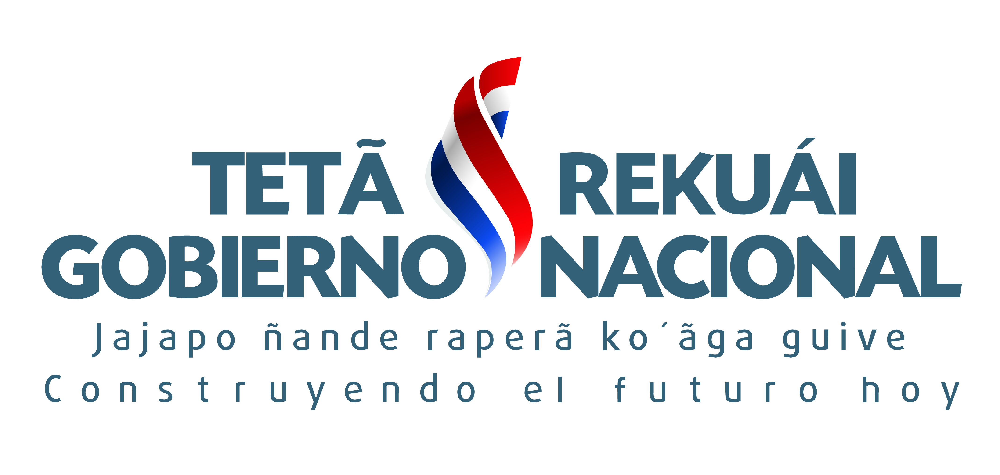 TETÃ REKUÁI
GOBIERNO NACIONAL
Jajapo ñande raperã ko´ãga guive
Construyendo el futuro hoy